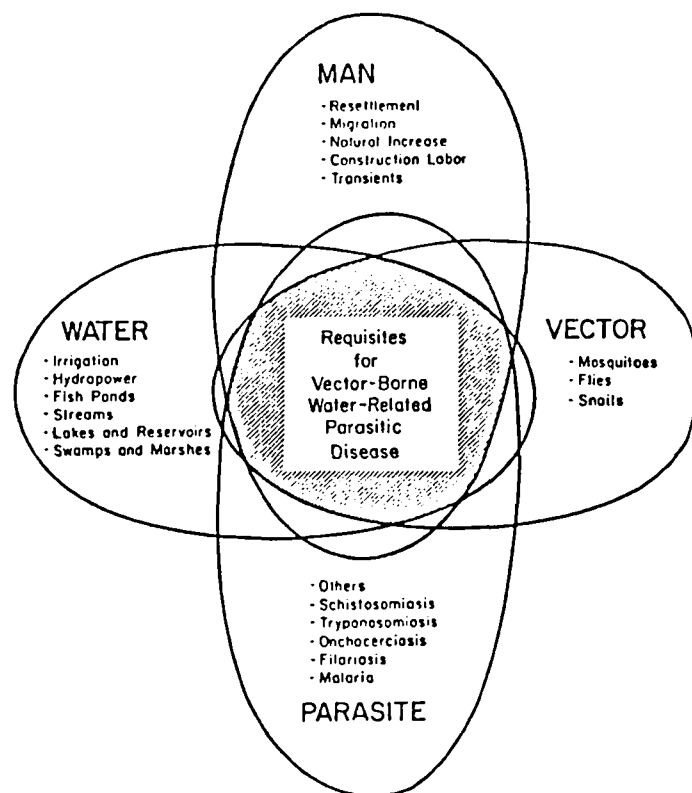 MAN
- Resettlement
- Migration
- Natural Increase
- Construction Labor
- Transients
WATER
- Irrigation
- Hydropower
- Fish Ponds
- Streams
- Lakes and Reservoirs
- Swamps and Marshes
Requisites
for
Vector-Borne
Water-Related
Parasitic
Disease
VECTOR
- Mosquitoes
- Flies
- Snails
- Others
- Schistosomiasis
- Trypanosomiosis
- Onchocerciasis
- Filariasis
- Malaria
PARASITE